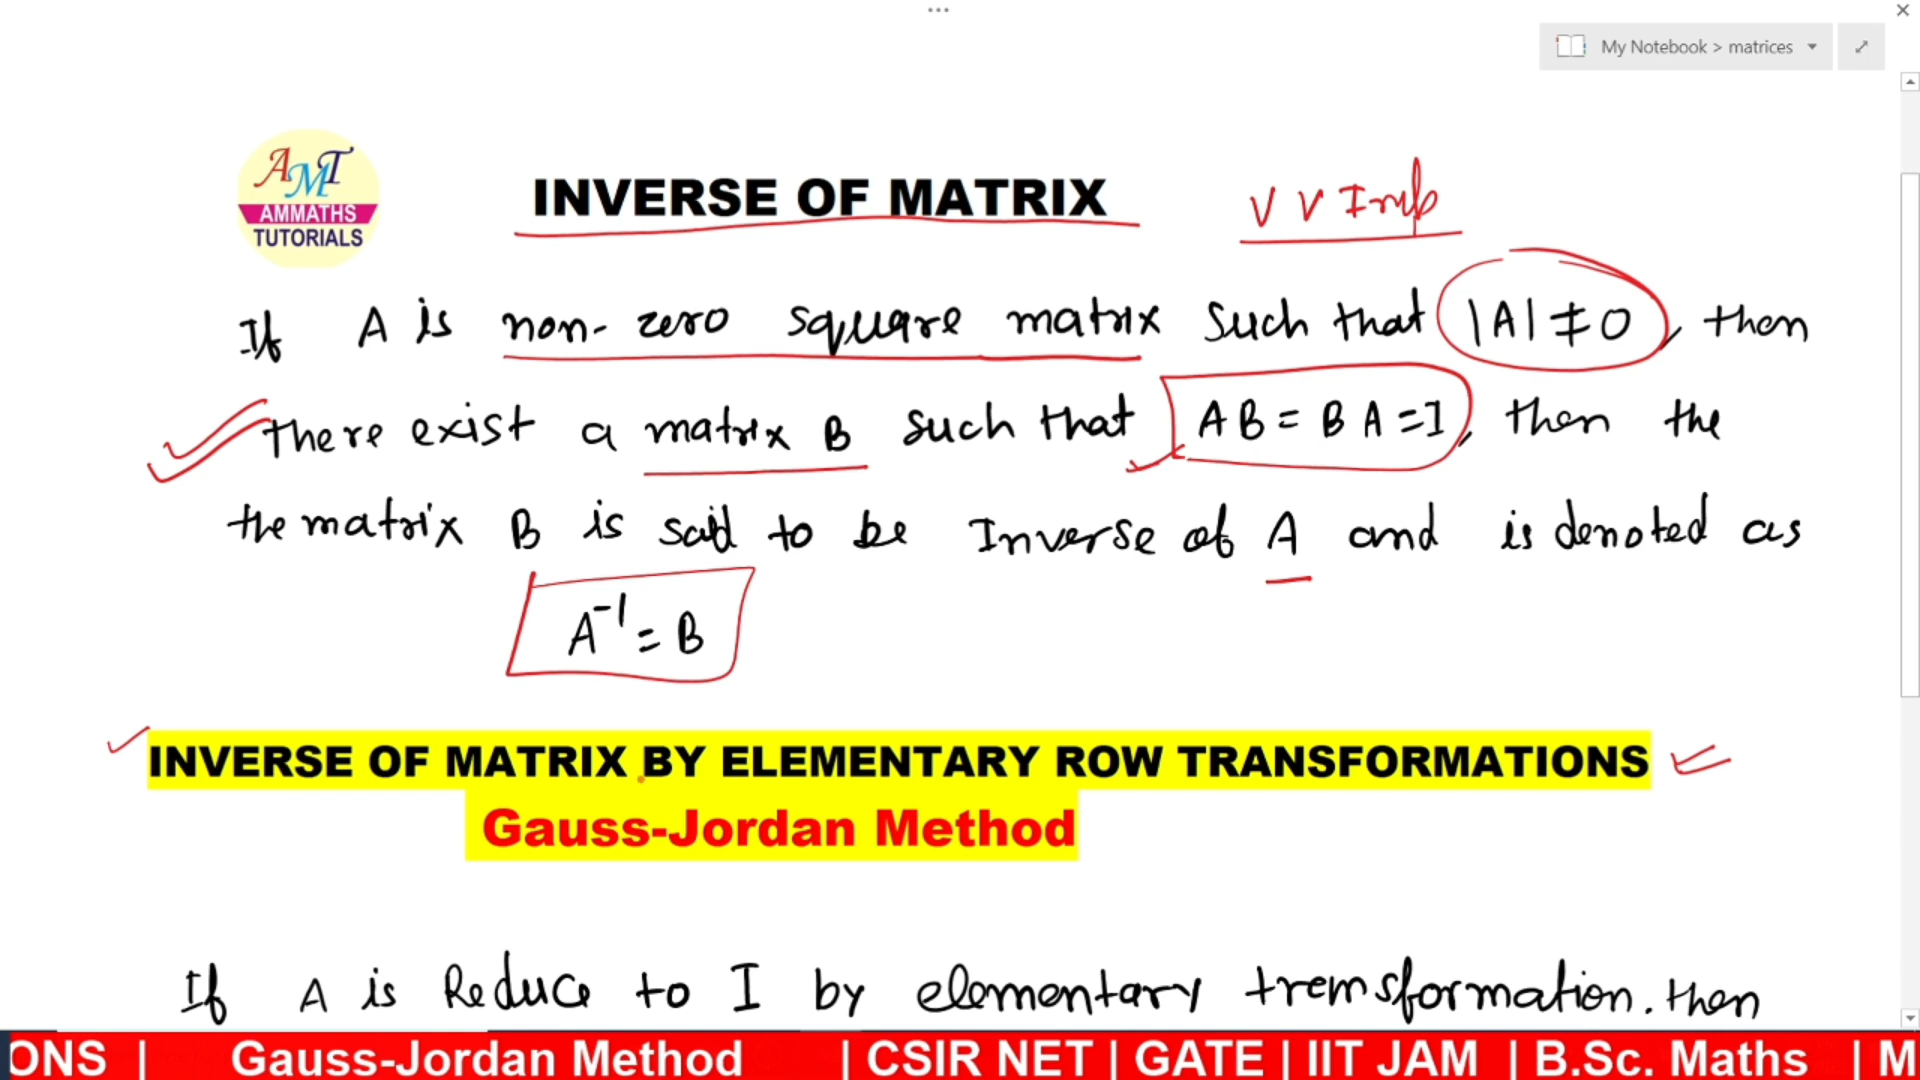 My Notebook > matrices
AMT
AMMATHS
TUTORIALS
INVERSE OF MATRIX
V V Imp
If A is non-zero square matrix such that |A| ≠ 0, then
there exist a matrix B such that AB = BA = I, then the
the matrix B is said to be Inverse of A and is denoted as
A⁻¹ = B
INVERSE OF MATRIX BY ELEMENTARY ROW TRANSFORMATIONS
Gauss-Jordan Method
If A is Reduce to I by elementary transformation. then
ONS | Gauss-Jordan Method | CSIR NET | GATE | IIT JAM | B.Sc. Maths | M